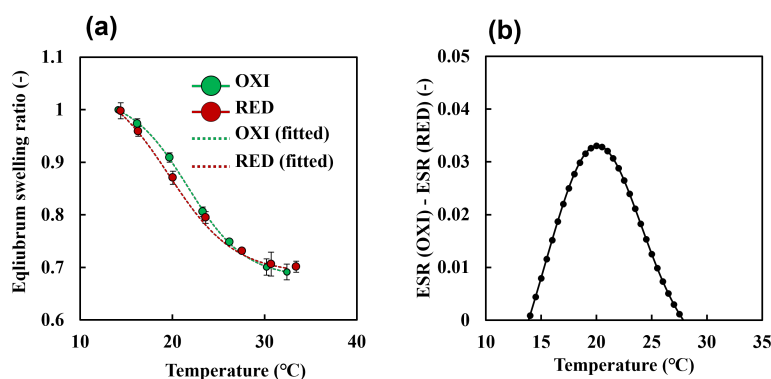 (a)
Eqliubrum swelling ratio (-)
1.1
1
0.9
0.8
0.7
0.6
OXI
RED
OXI (fitted)
RED (fitted)
10
20
30
40
Temperature (℃)
(b)
ESR (OXI) - ESR (RED) (-)
0.05
0.04
0.03
0.02
0.01
0
10
15
20
25
30
35
Temperature (℃)